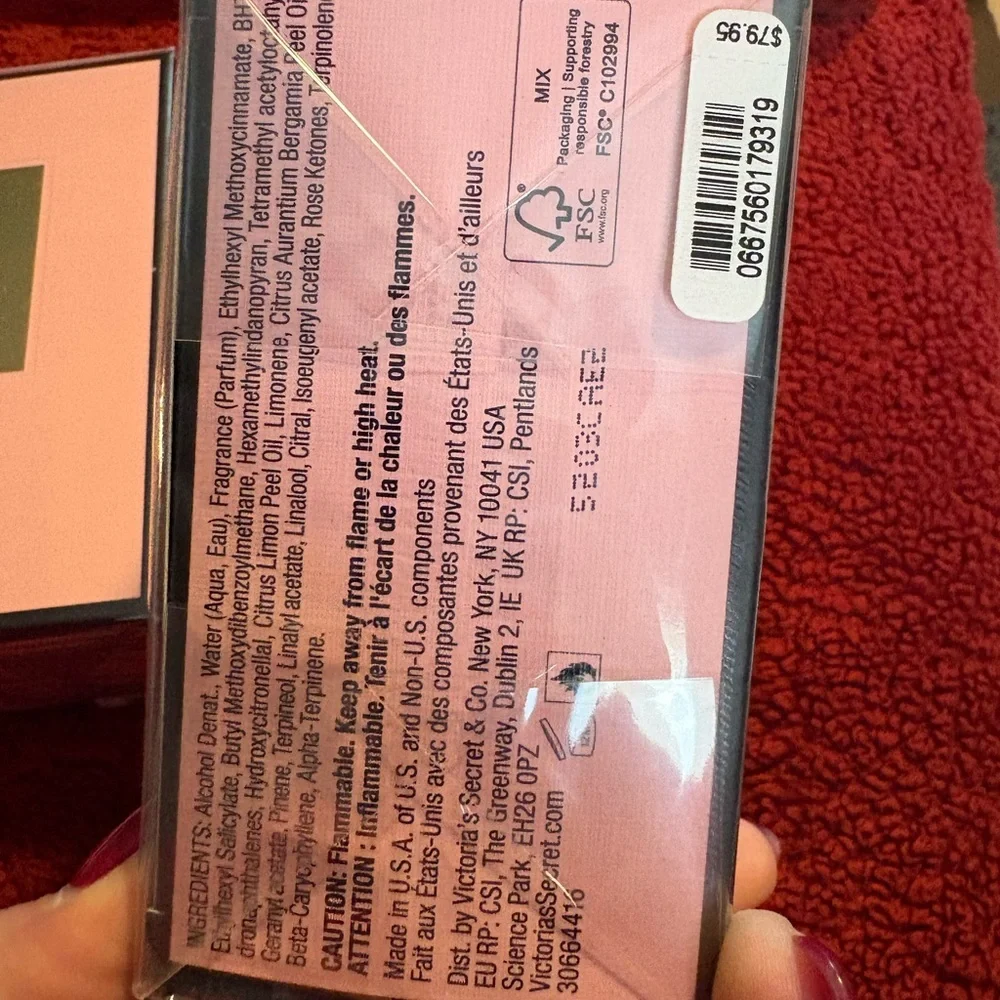 INGREDIENTS: Alcohol Denat., Water (Aqua, Eau), Fragrance (Parfum), Ethylhexyl Methoxycinnamate, BHT
Ethylhexyl Salicylate, Butyl Methoxydibenzoylmethane, Hexamethylindanopyran, Tetramethyl acetyloctahy
dronaphthalenes, Hydroxycitronellal, Citrus Limon Peel Oil, Limonene, Citrus Aurantium Bergamia Peel Oil
Geranyl acetate, Pinene, Terpineol, Linalyl acetate, Linalool, Citral, Isoeugenyl acetate, Rose Ketones, Terpinolene
Beta-Caryophyllene, Alpha-Terpinene.
CAUTION: Flammable. Keep away from flame or high heat.
ATTENTION : Inflammable. Tenir à l'écart de la chaleur ou des flammes.
Made in U.S.A. of U.S. and Non-U.S. components
Fait aux États-Unis avec des composantes provenant des États-Unis et d'ailleurs
Dist. by Victoria's Secret & Co. New York, NY 10041 USA
EU RP: CSI, The Greenway, Dublin 2, IE UK RP: CSI, Pentlands
Science Park, EH26 0PZ
VictoriasSecret.com
30664416
FSC®
www.fsc.org
MIX
Packaging | Supporting
responsible forestry
FSC® C102994
$79.95
0667560179319